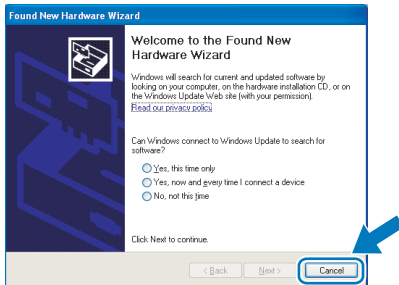 Found New Hardware Wizard
Welcome to the Found New
Hardware Wizard
Windows will search for current and updated software by
looking on your computer, on the hardware installation CD, or on
the Windows Update Web site (with your permission).
Read our privacy policy
Can Windows connect to Windows Update to search for
software?
Yes, this time only
Yes, now and every time I connect a device
No, not this time
Click Next to continue.
< Back Next > Cancel